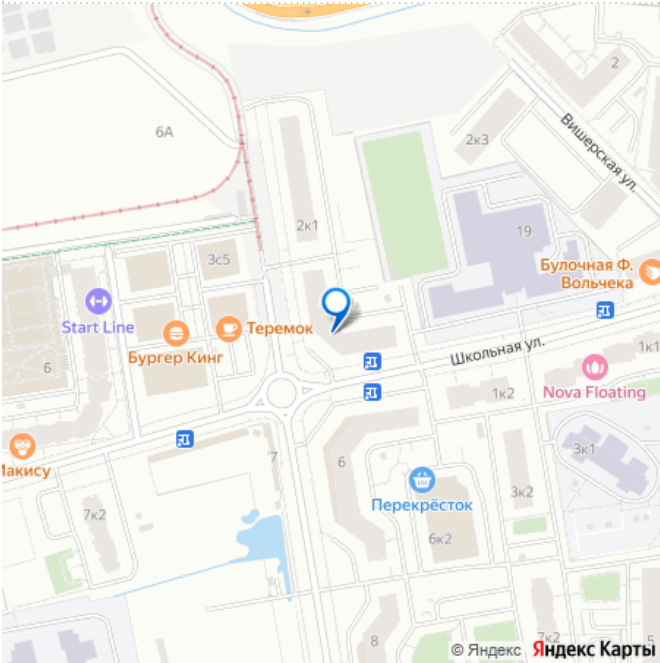 2
6А
2к3
Вишерская ул.
2к1
19
3с5
Булочная Ф.
Вольчека
Start Line
Теремок
Бургер Кинг
Школьная ул.
1к1
6
Nova Floating
1к2
Макису
7
6
3к1
Перекрёсток
3к2
7к2
6к2
8
7к2
5
© Яндекс Яндекс Карты